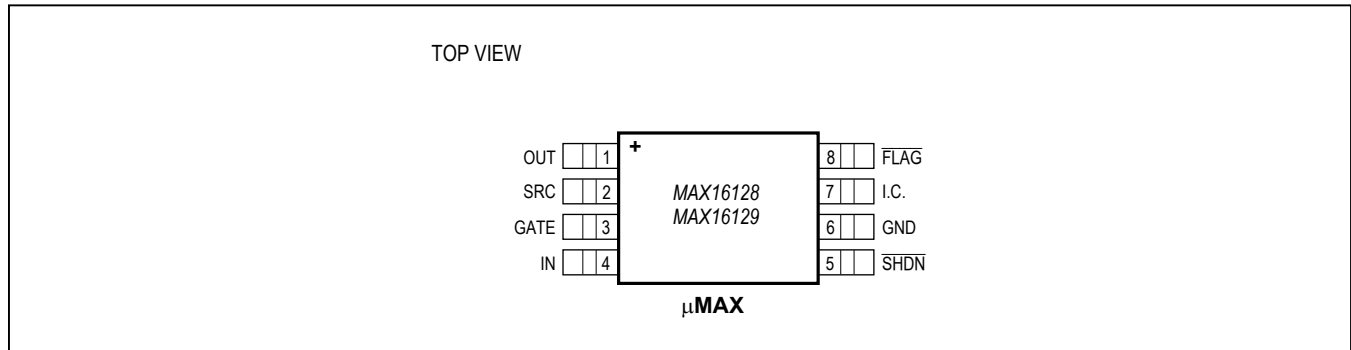 TOP VIEW
OUT 1 + 8 FLAG
SRC 2 MAX16128 7 I.C.
GATE 3 MAX16129 6 GND
IN 4 5 SHDN
μMAX